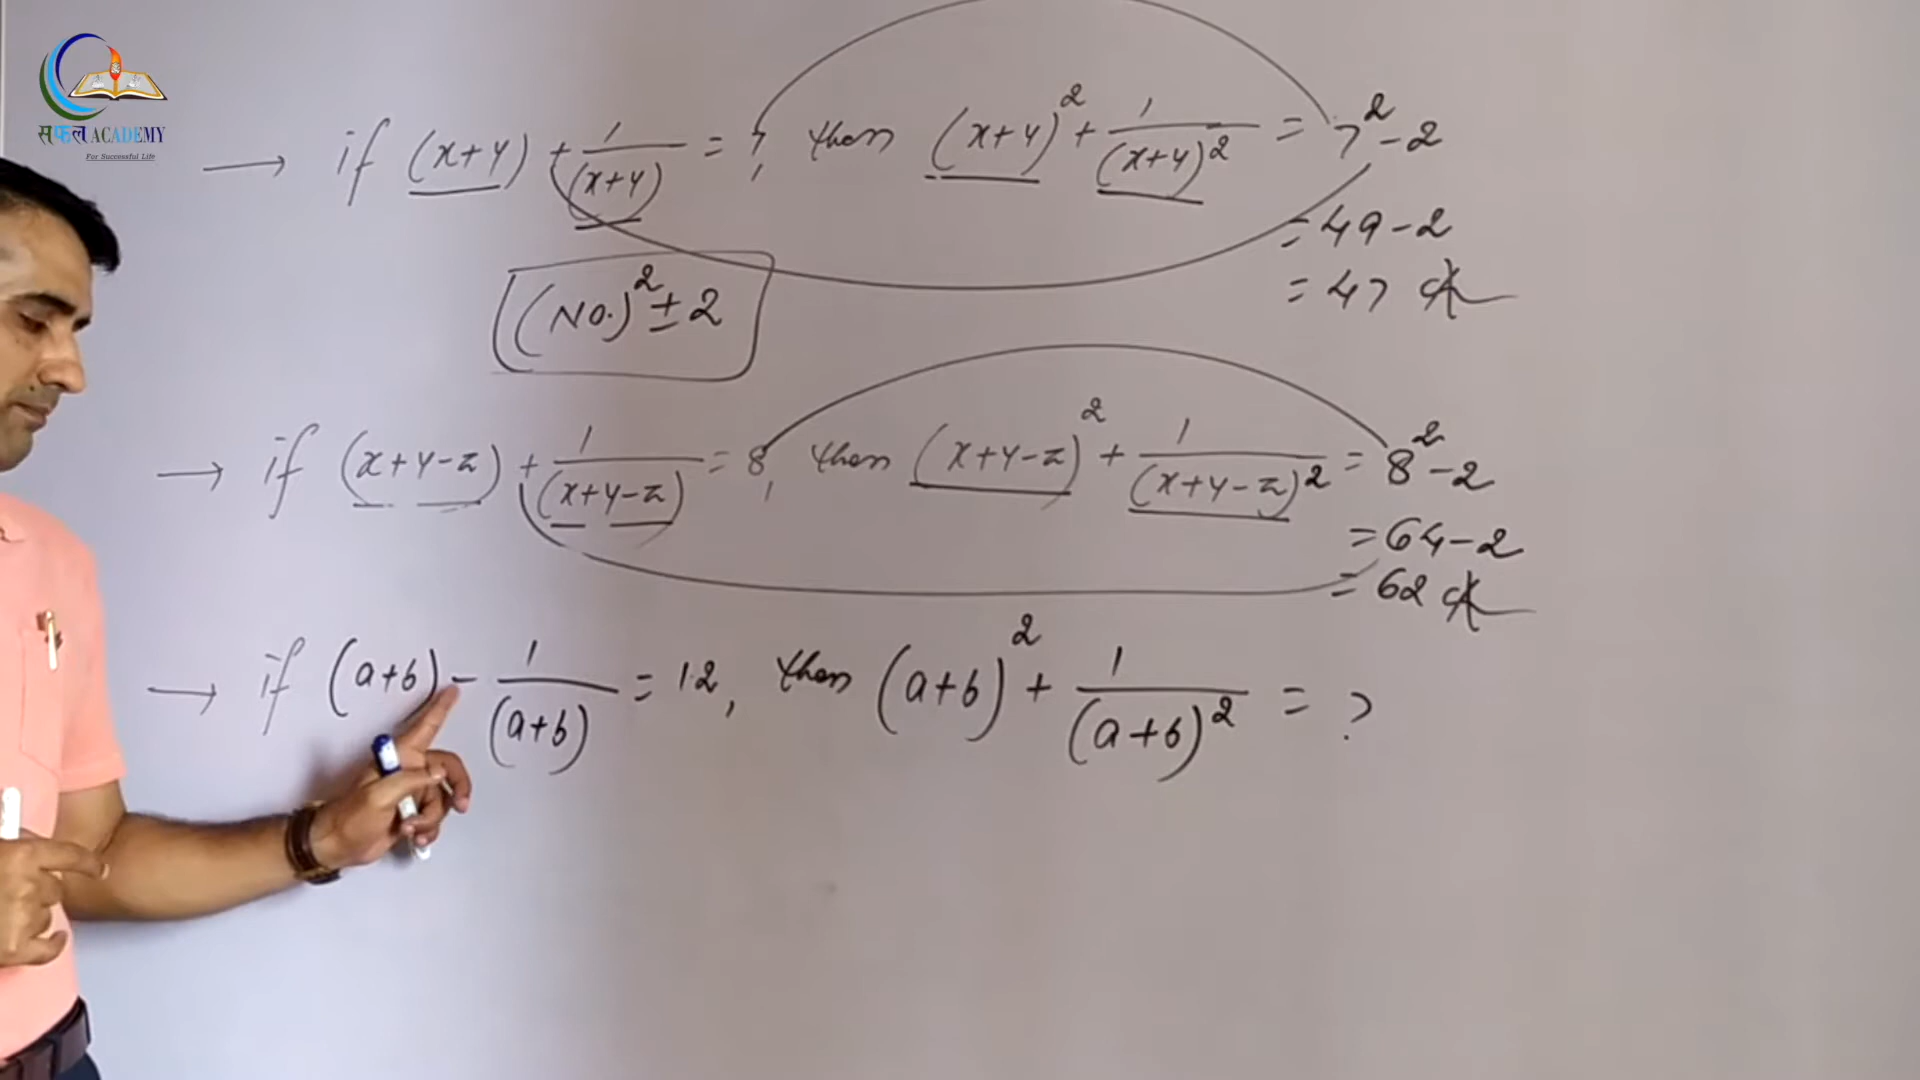 सफल ACADEMY
For Successful Life
→ if (x+y) + 1/(x+y) = 7, then (x+y)² + 1/(x+y)² = 7² - 2
= 49 - 2
= 47
(NO.)² ± 2
→ if (x+y-z) + 1/(x+y-z) = 8, then (x+y-z)² + 1/(x+y-z)² = 8² - 2
= 64 - 2
= 62
→ if (a+b) - 1/(a+b) = 12, then (a+b)² + 1/(a+b)² = ?